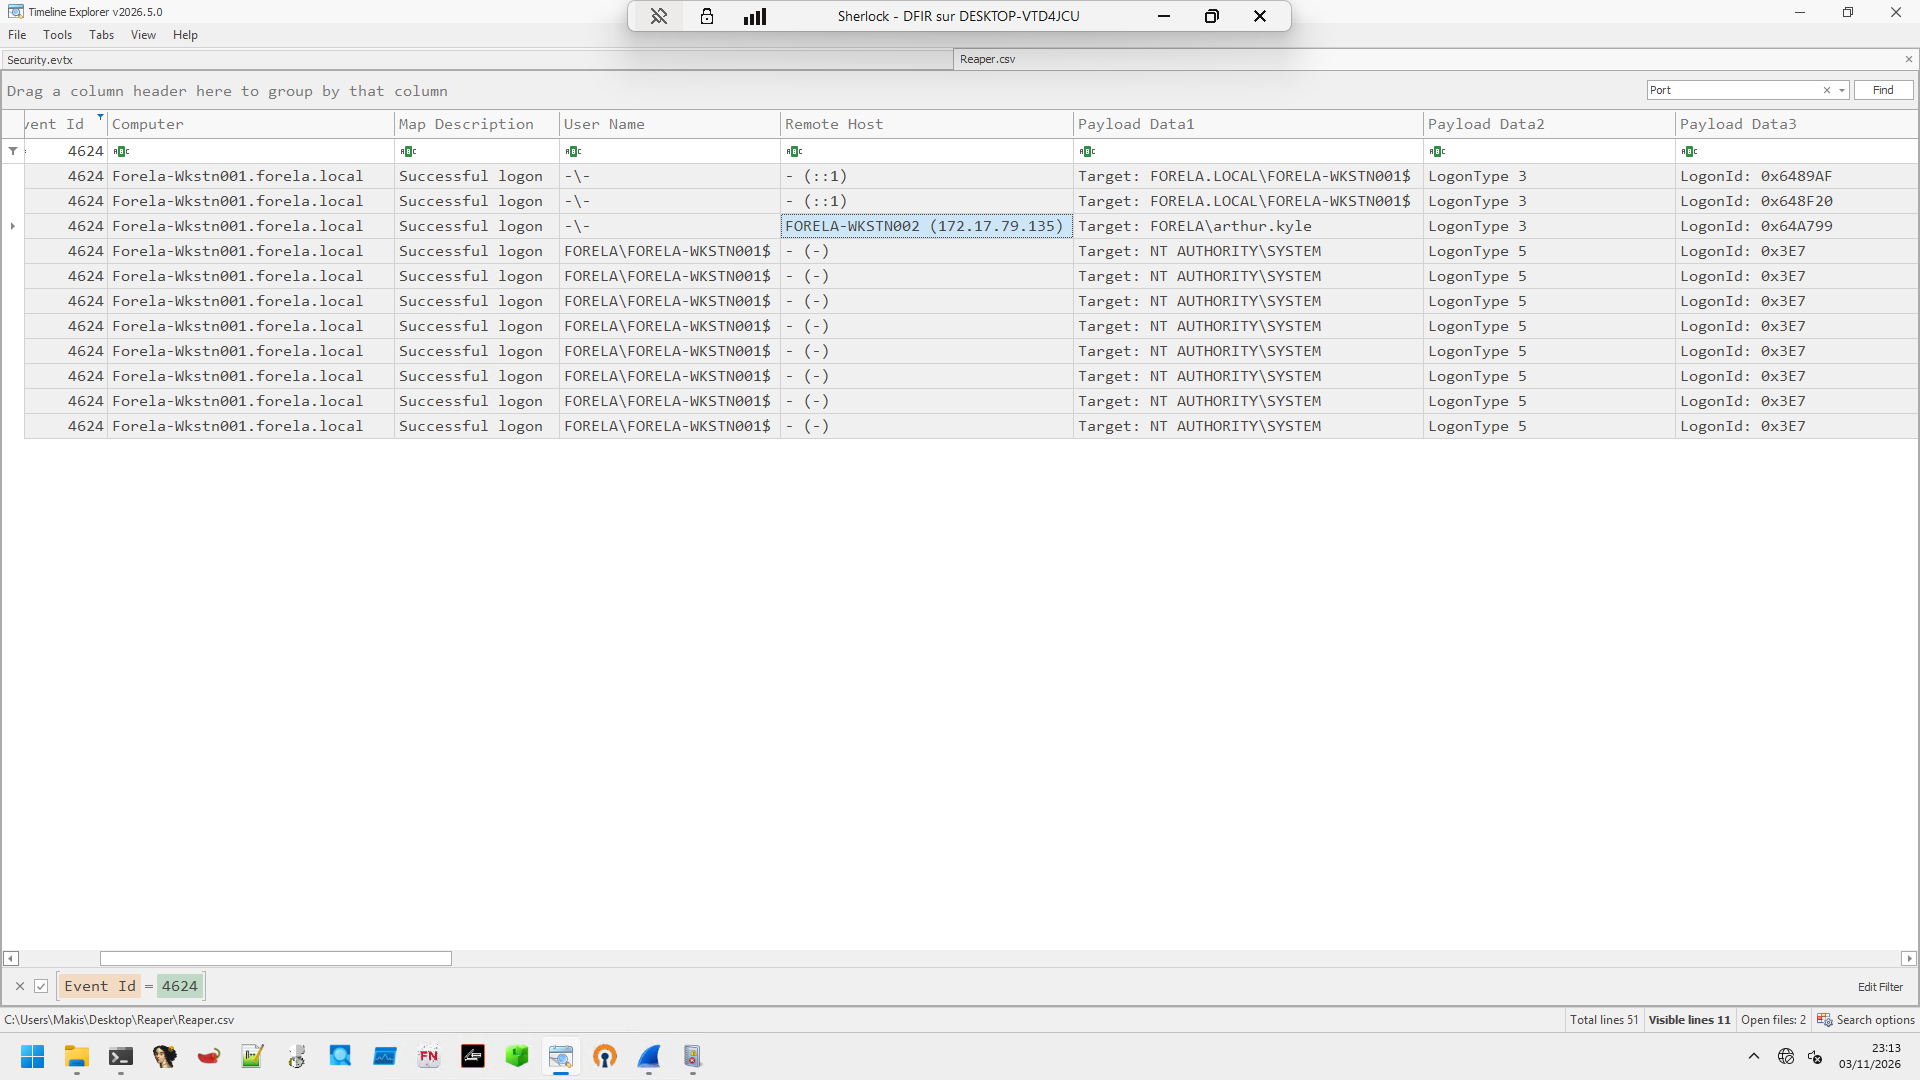 Timeline Explorer v2026.5.0
Sherlock - DFIR sur DESKTOP-VTD4JCU
File Tools Tabs View Help
Security.evtx
Reaper.csv
Drag a column header here to group by that column
Port
Find
vent Id Computer Map Description User Name Remote Host Payload Data1 Payload Data2 Payload Data3
4624
4624 Forela-Wkstn001.forela.local Successful logon -\- - (::1) Target: FORELA.LOCAL\FORELA-WKSTN001$ LogonType 3 LogonId: 0x6489AF
4624 Forela-Wkstn001.forela.local Successful logon -\- - (::1) Target: FORELA.LOCAL\FORELA-WKSTN001$ LogonType 3 LogonId: 0x648F20
4624 Forela-Wkstn001.forela.local Successful logon -\- FORELA-WKSTN002 (172.17.79.135) Target: FORELA\arthur.kyle LogonType 3 LogonId: 0x64A799
4624 Forela-Wkstn001.forela.local Successful logon FORELA\FORELA-WKSTN001$ - (-) Target: NT AUTHORITY\SYSTEM LogonType 5 LogonId: 0x3E7
4624 Forela-Wkstn001.forela.local Successful logon FORELA\FORELA-WKSTN001$ - (-) Target: NT AUTHORITY\SYSTEM LogonType 5 LogonId: 0x3E7
4624 Forela-Wkstn001.forela.local Successful logon FORELA\FORELA-WKSTN001$ - (-) Target: NT AUTHORITY\SYSTEM LogonType 5 LogonId: 0x3E7
4624 Forela-Wkstn001.forela.local Successful logon FORELA\FORELA-WKSTN001$ - (-) Target: NT AUTHORITY\SYSTEM LogonType 5 LogonId: 0x3E7
4624 Forela-Wkstn001.forela.local Successful logon FORELA\FORELA-WKSTN001$ - (-) Target: NT AUTHORITY\SYSTEM LogonType 5 LogonId: 0x3E7
4624 Forela-Wkstn001.forela.local Successful logon FORELA\FORELA-WKSTN001$ - (-) Target: NT AUTHORITY\SYSTEM LogonType 5 LogonId: 0x3E7
4624 Forela-Wkstn001.forela.local Successful logon FORELA\FORELA-WKSTN001$ - (-) Target: NT AUTHORITY\SYSTEM LogonType 5 LogonId: 0x3E7
4624 Forela-Wkstn001.forela.local Successful logon FORELA\FORELA-WKSTN001$ - (-) Target: NT AUTHORITY\SYSTEM LogonType 5 LogonId: 0x3E7
Event Id = 4624
Edit Filter
C:\Users\Makis\Desktop\Reaper\Reaper.csv
Total lines 51 Visible lines 11 Open files: 2 Search options
FN
23:13
03/11/2026